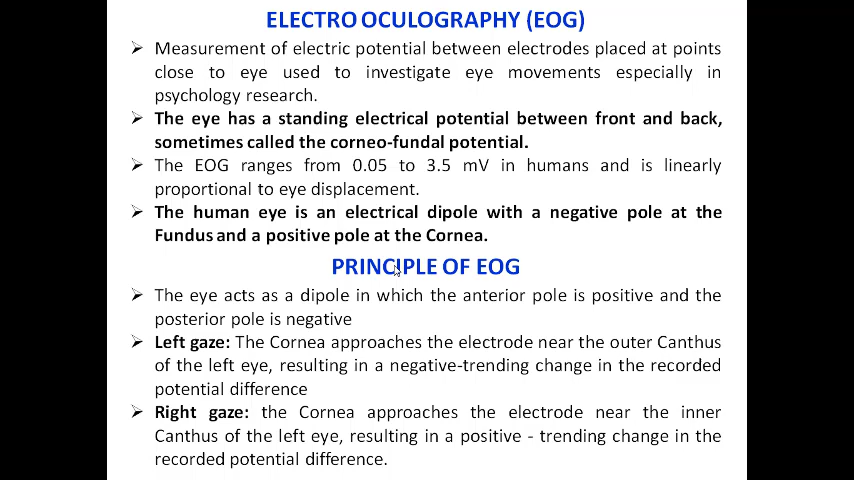 ELECTRO OCULOGRAPHY (EOG)
➢ Measurement of electric potential between electrodes placed at points
close to eye used to investigate eye movements especially in
psychology research.
➢ The eye has a standing electrical potential between front and back,
sometimes called the corneo-fundal potential.
➢ The EOG ranges from 0.05 to 3.5 mV in humans and is linearly
proportional to eye displacement.
➢ The human eye is an electrical dipole with a negative pole at the
Fundus and a positive pole at the Cornea.
PRINCIPLE OF EOG
➢ The eye acts as a dipole in which the anterior pole is positive and the
posterior pole is negative
➢ Left gaze: The Cornea approaches the electrode near the outer Canthus
of the left eye, resulting in a negative-trending change in the recorded
potential difference
➢ Right gaze: the Cornea approaches the electrode near the inner
Canthus of the left eye, resulting in a positive - trending change in the
recorded potential difference.